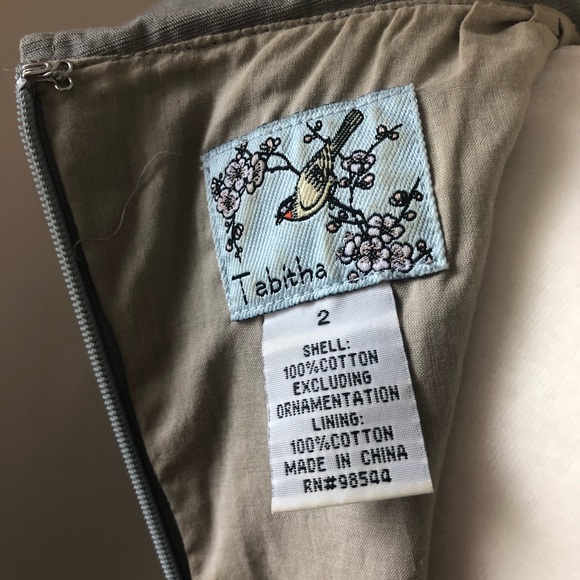 Tabitha
2
SHELL:
100%COTTON
EXCLUDING
ORNAMENTATION
LINING:
100%COTTON
MADE IN CHINA
RN#98544